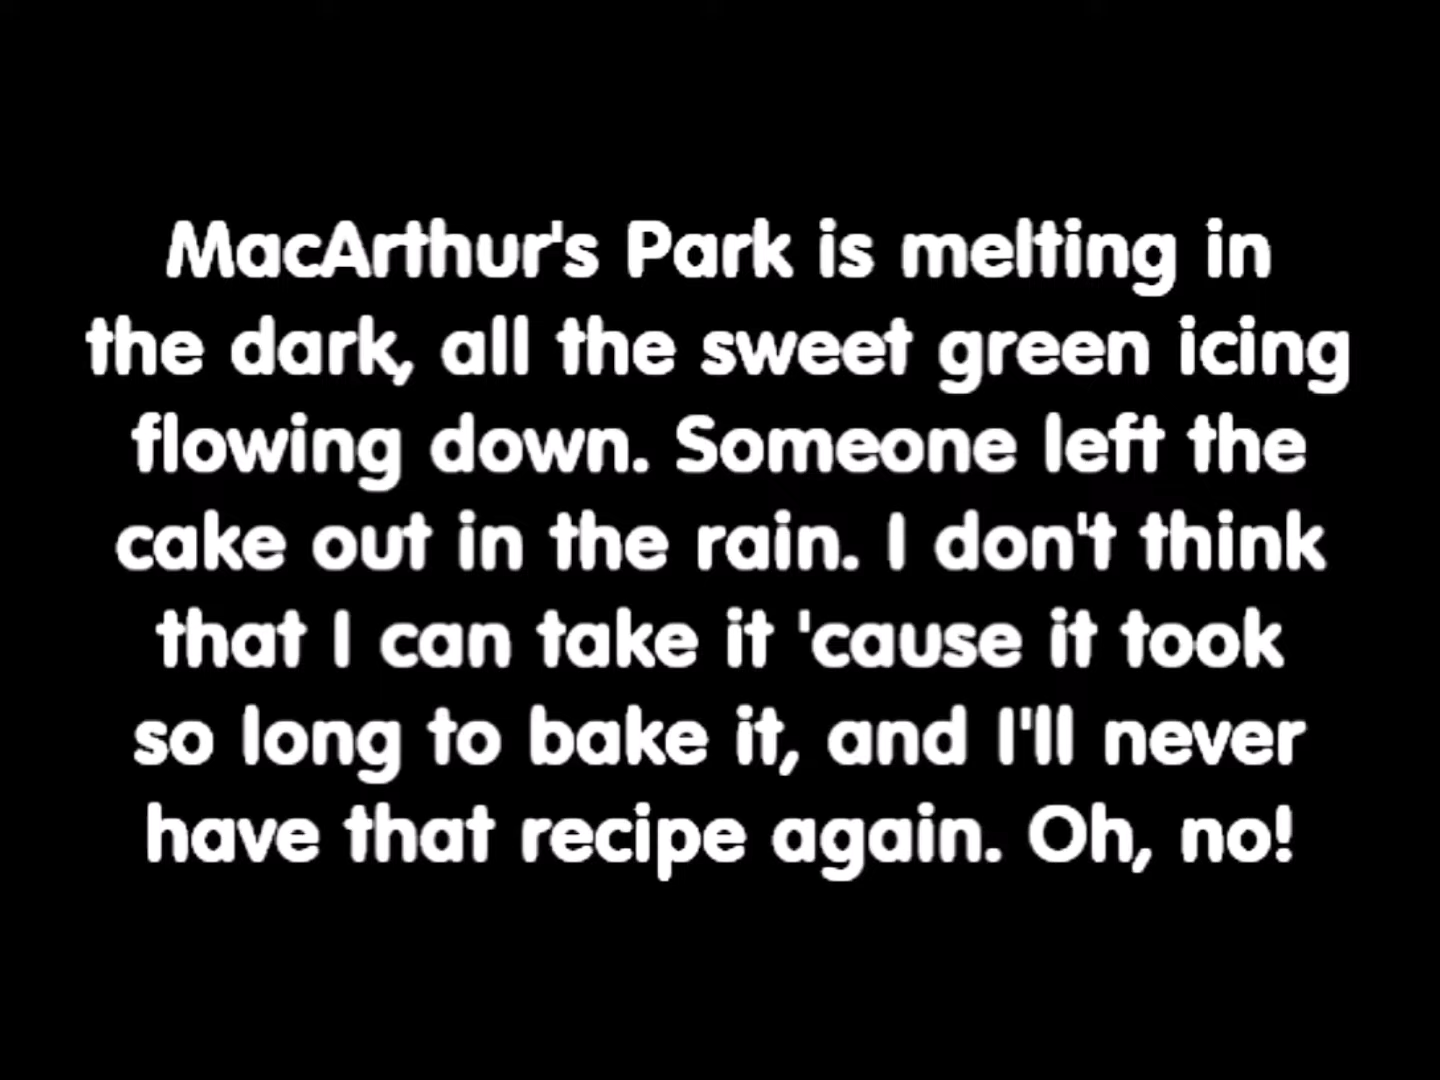 MacArthur's Park is melting in
the dark, all the sweet green icing
flowing down. Someone left the
cake out in the rain. I don't think
that I can take it 'cause it took
so long to bake it, and I'll never
have that recipe again. Oh, no!